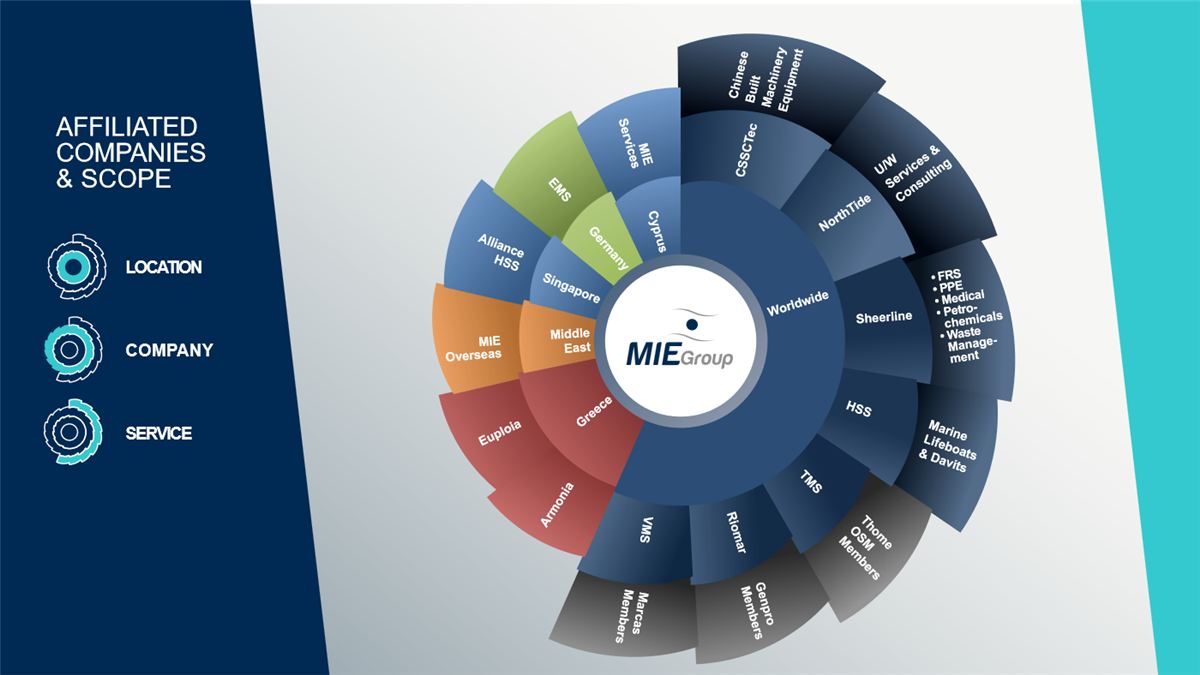 AFFILIATED
COMPANIES
& SCOPE
LOCATION
COMPANY
SERVICE
MIEGroup
Worldwide
CSSCTec
Chinese
Built
Machinery
Equipment
NorthTide
U/W
Services &
Consulting
Sheerline
• FRS
• PPE
• Medical
• Petro-
chemicals
• Waste
Manage-
ment
HSS
Marine
Lifeboats
& Davits
TMS
Thome
OSM
Members
Riomar
Genpro
Members
VMS
Marcas
Members
Greece
Armonia
Euploia
Middle
East
MIE
Overseas
Singapore
Alliance
HSS
Germany
EMS
Cyprus
MIE
Services